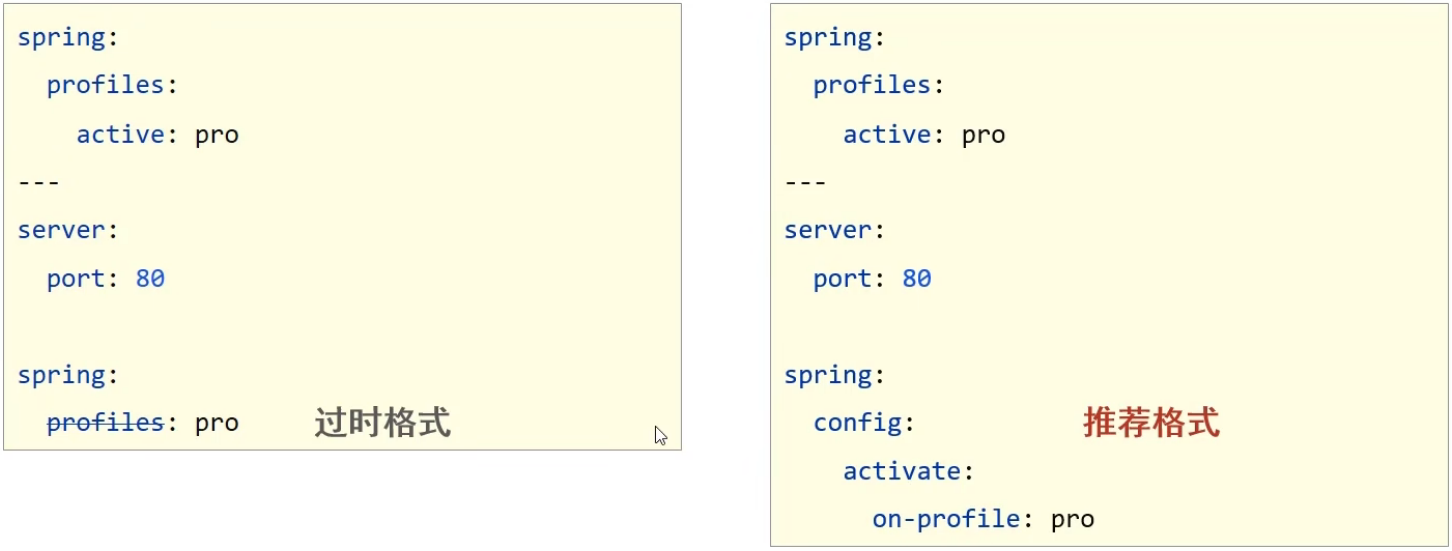 spring:
  profiles:
    active: pro
---
server:
  port: 80

spring:
  profiles: pro
过时格式
spring:
  profiles:
    active: pro
---
server:
  port: 80

spring:
  config:
推荐格式
    activate:
      on-profile: pro